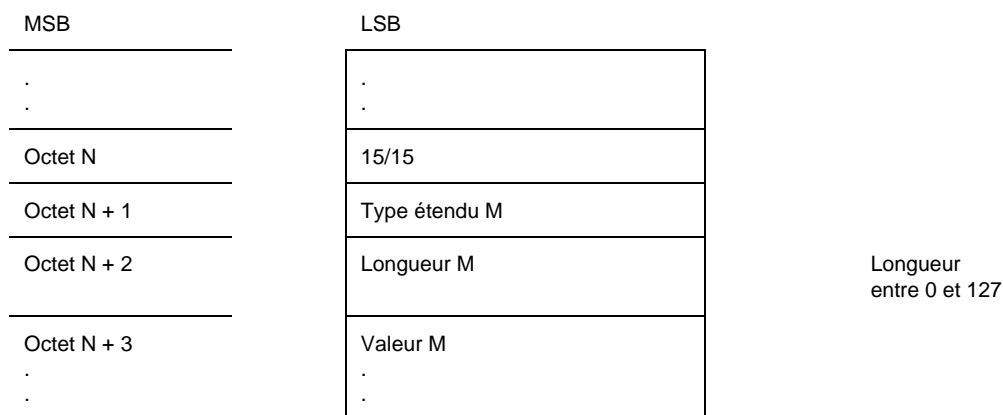 MSB LSB
. .
. .
Octet N 15/15
Octet N + 1 Type étendu M
Octet N + 2 Longueur M Longueur
entre 0 et 127
Octet N + 3 Valeur M
. .
. .